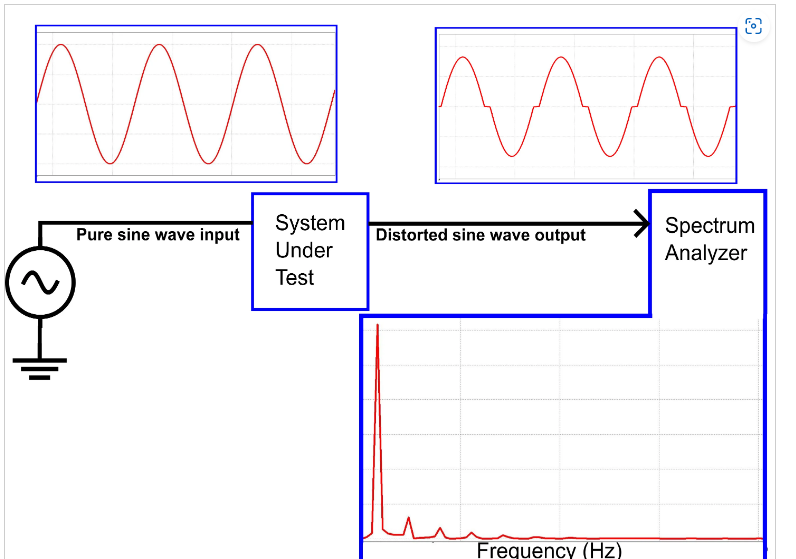 Pure sine wave input
System
Under
Test
Distorted sine wave output
Spectrum
Analyzer
Frequency (Hz)